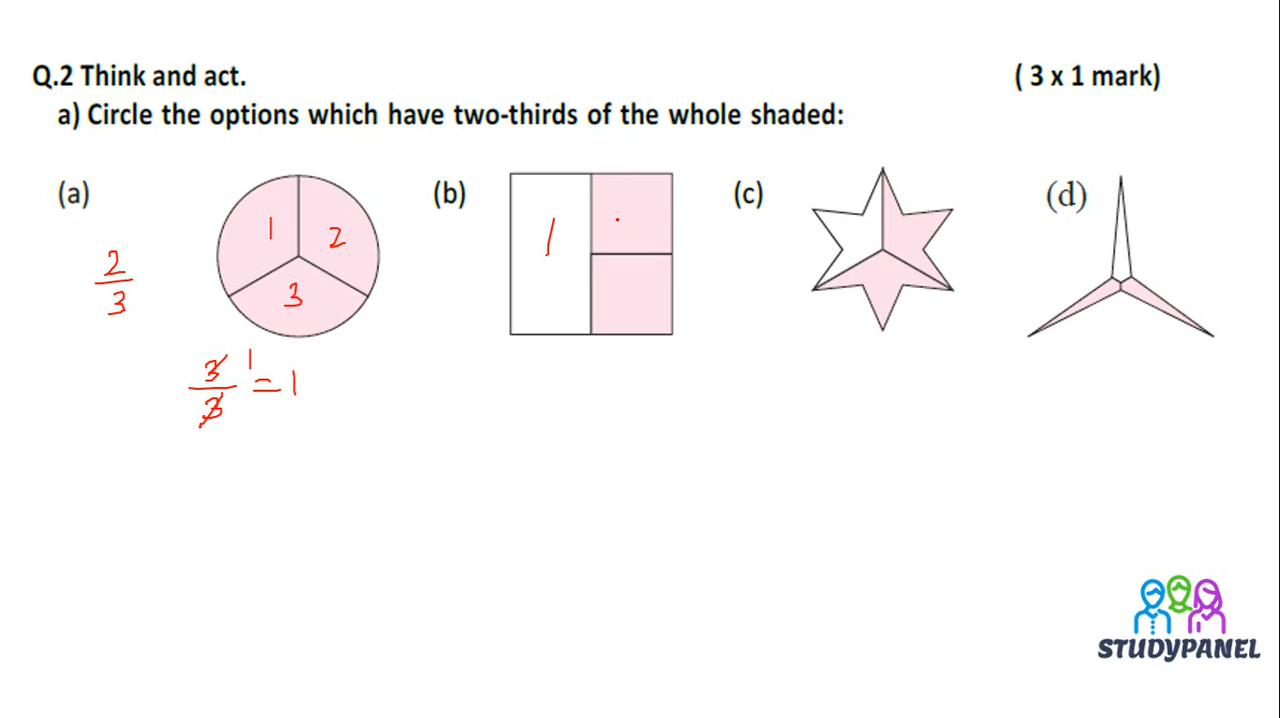 Q.2 Think and act. ( 3 x 1 mark)
a) Circle the options which have two-thirds of the whole shaded:
(a) (b) (c) (d)
1 2 1
2
3
3
3 1
3 = 1
STUDYPANEL